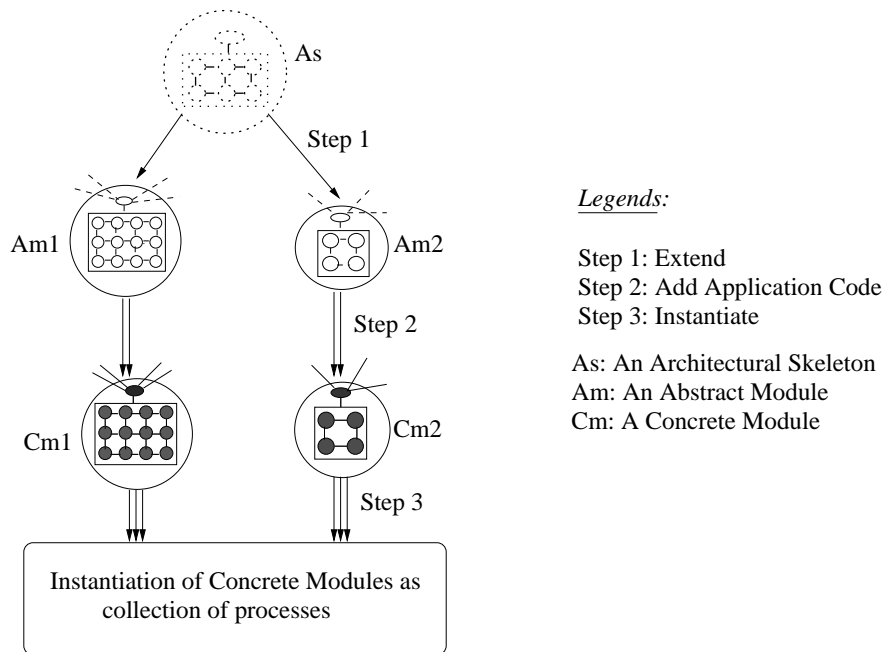 As
Step 1
Am1
Am2
Step 2
Cm1
Cm2
Step 3
Instantiation of Concrete Modules as
collection of processes
Legends:
Step 1: Extend
Step 2: Add Application Code
Step 3: Instantiate
As: An Architectural Skeleton
Am: An Abstract Module
Cm: A Concrete Module